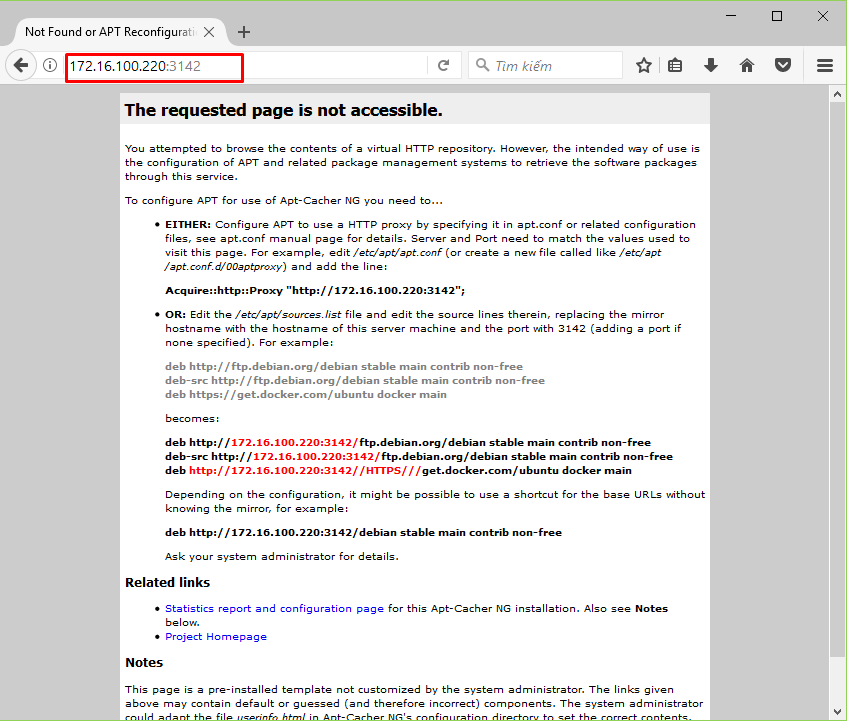 Not Found or APT Reconfigurati
172.16.100.220:3142
Tìm kiếm
The requested page is not accessible.
You attempted to browse the contents of a virtual HTTP repository. However, the intended way of use is
the configuration of APT and related package management systems to retrieve the software packages
through this service.
To configure APT for use of Apt-Cacher NG you need to...
• EITHER: Configure APT to use a HTTP proxy by specifying it in apt.conf or related configuration
files, see apt.conf manual page for details. Server and Port need to match the values used to
visit this page. For example, edit /etc/apt/apt.conf (or create a new file called like /etc/apt
/apt.conf.d/00aptproxy) and add the line:
Acquire::http::Proxy "http://172.16.100.220:3142";
• OR: Edit the /etc/apt/sources.list file and edit the source lines therein, replacing the mirror
hostname with the hostname of this server machine and the port with 3142 (adding a port if
none specified). For example:
deb http://ftp.debian.org/debian stable main contrib non-free
deb-src http://ftp.debian.org/debian stable main contrib non-free
deb https://get.docker.com/ubuntu docker main
becomes:
deb http://172.16.100.220:3142/ftp.debian.org/debian stable main contrib non-free
deb-src http://172.16.100.220:3142/ftp.debian.org/debian stable main contrib non-free
deb http://172.16.100.220:3142//HTTPS///get.docker.com/ubuntu docker main
Depending on the configuration, it might be possible to use a shortcut for the base URLs without
knowing the mirror, for example:
deb http://172.16.100.220:3142/debian stable main contrib non-free
Ask your system administrator for details.
Related links
• Statistics report and configuration page for this Apt-Cacher NG installation. Also see Notes
below.
• Project Homepage
Notes
This page is a pre-installed template not customized by the system administrator. The links given
above may contain default or guessed (and therefore incorrect) components. The system administrator
could adapt the file userinfo.html in Apt-Cacher NG's configuration directory to set the correct contents.